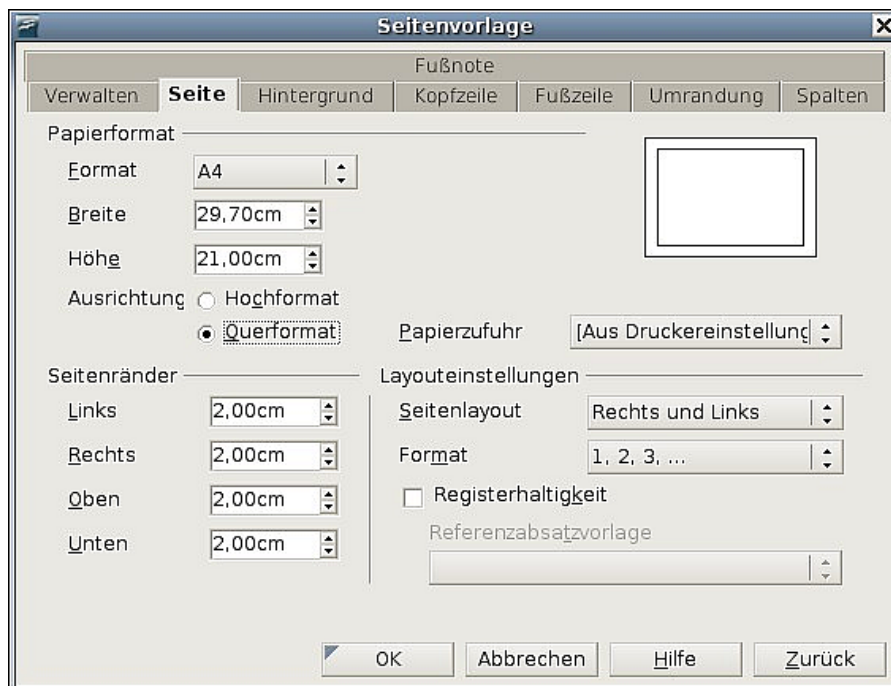 Seitenvorlage
Fußnote
Verwalten Seite Hintergrund Kopfzeile Fußzeile Umrandung Spalten
Papierformat
Format A4
Breite 29,70cm
Höhe 21,00cm
Ausrichtung Hochformat
Querformat Papierzufuhr [Aus Druckereinstellung
Seitenränder Layouteinstellungen
Links 2,00cm Seitenlayout Rechts und Links
Rechts 2,00cm Format 1, 2, 3, ...
Oben 2,00cm Registerhaltigkeit
Unten 2,00cm Referenzabsatzvorlage
OK Abbrechen Hilfe Zurück